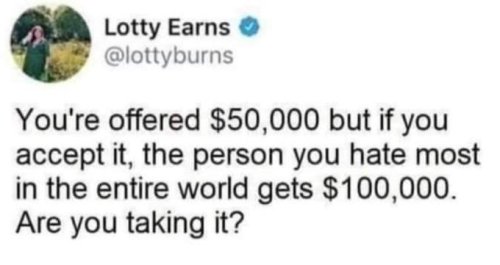 Lotty Earns
@lottyburns
You're offered $50,000 but if you
accept it, the person you hate most
in the entire world gets $100,000.
Are you taking it?